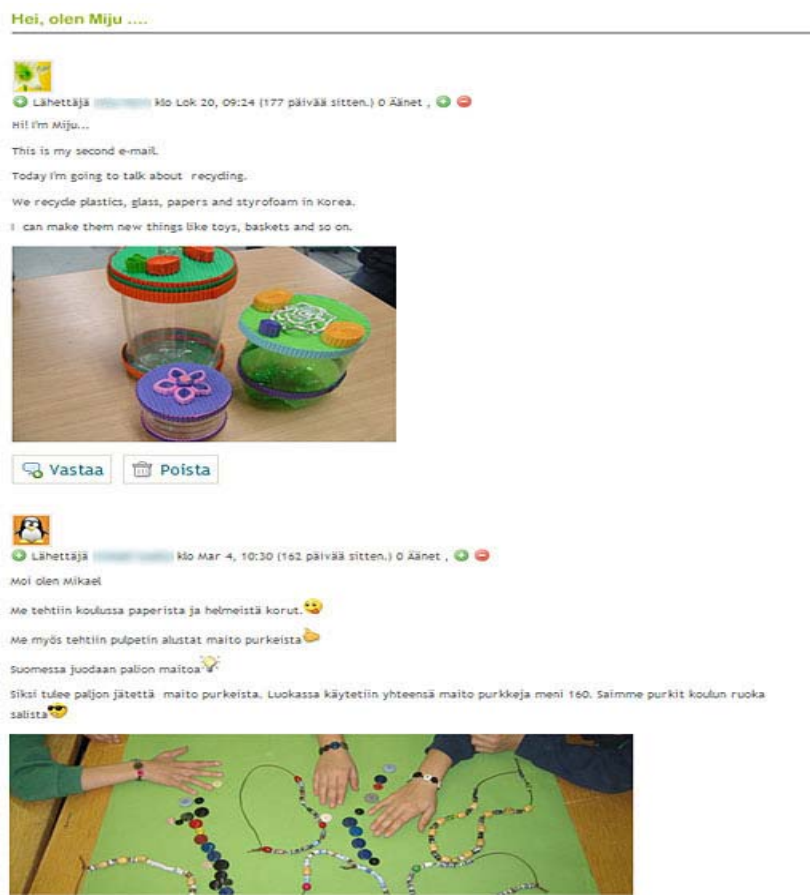 Hei, olen Miju ....
Lähettäjä klo Lok 20, 09:24 (177 päivää sitten.) 0 Äänet ,
Hi! I'm Miju...
This is my second e-mail.
Today I'm going to talk about recycling.
We recycle plastics, glass, papers and styrofoam in Korea.
I can make them new things like toys, baskets and so on.
Vastaa Poista
Lähettäjä klo Mar 4, 10:30 (162 päivää sitten.) 0 Äänet ,
Moi olen Mikael
Me tehtiin koulussa paperista ja helmeistä korut.
Me myös tehtiin pulpetin alustat maito purkeista
Suomessa juodaan paljon maitoa
Siksi tulee paljon jätettä maito purkeista. Luokassa käytetiin yhteensä maito purkkeja meni 160. Saimme purkit koulun ruoka
salista